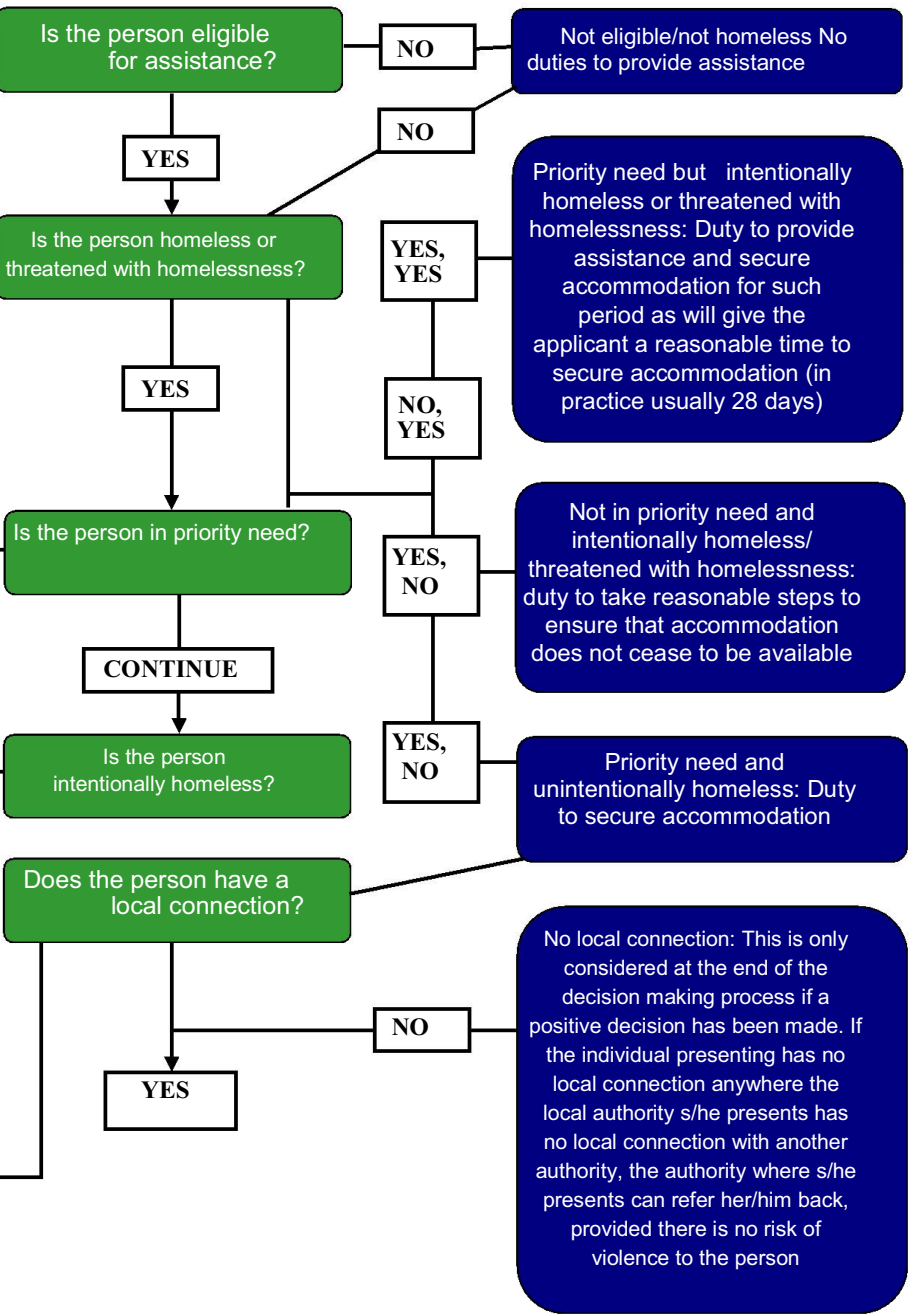 Is the person eligible
for assistance?
NO
Not eligible/not homeless No
duties to provide assistance
NO
YES
Priority need but intentionally
homeless or threatened with
homelessness: Duty to provide
assistance and secure
accommodation for such
period as will give the
applicant a reasonable time to
secure accommodation (in
practice usually 28 days)
Is the person homeless or
threatened with homelessness?
YES,
YES
YES
NO,
YES
Is the person in priority need?
YES,
NO
Not in priority need and
intentionally homeless/
threatened with homelessness:
duty to take reasonable steps to
ensure that accommodation
does not cease to be available
CONTINUE
Is the person
intentionally homeless?
YES,
NO
Priority need and
unintentionally homeless: Duty
to secure accommodation
Does the person have a
local connection?
NO
No local connection: This is only
considered at the end of the
decision making process if a
positive decision has been made. If
the individual presenting has no
local connection anywhere the
local authority s/he presents has
no local connection with another
authority, the authority where s/he
presents can refer her/him back,
provided there is no risk of
violence to the person
YES